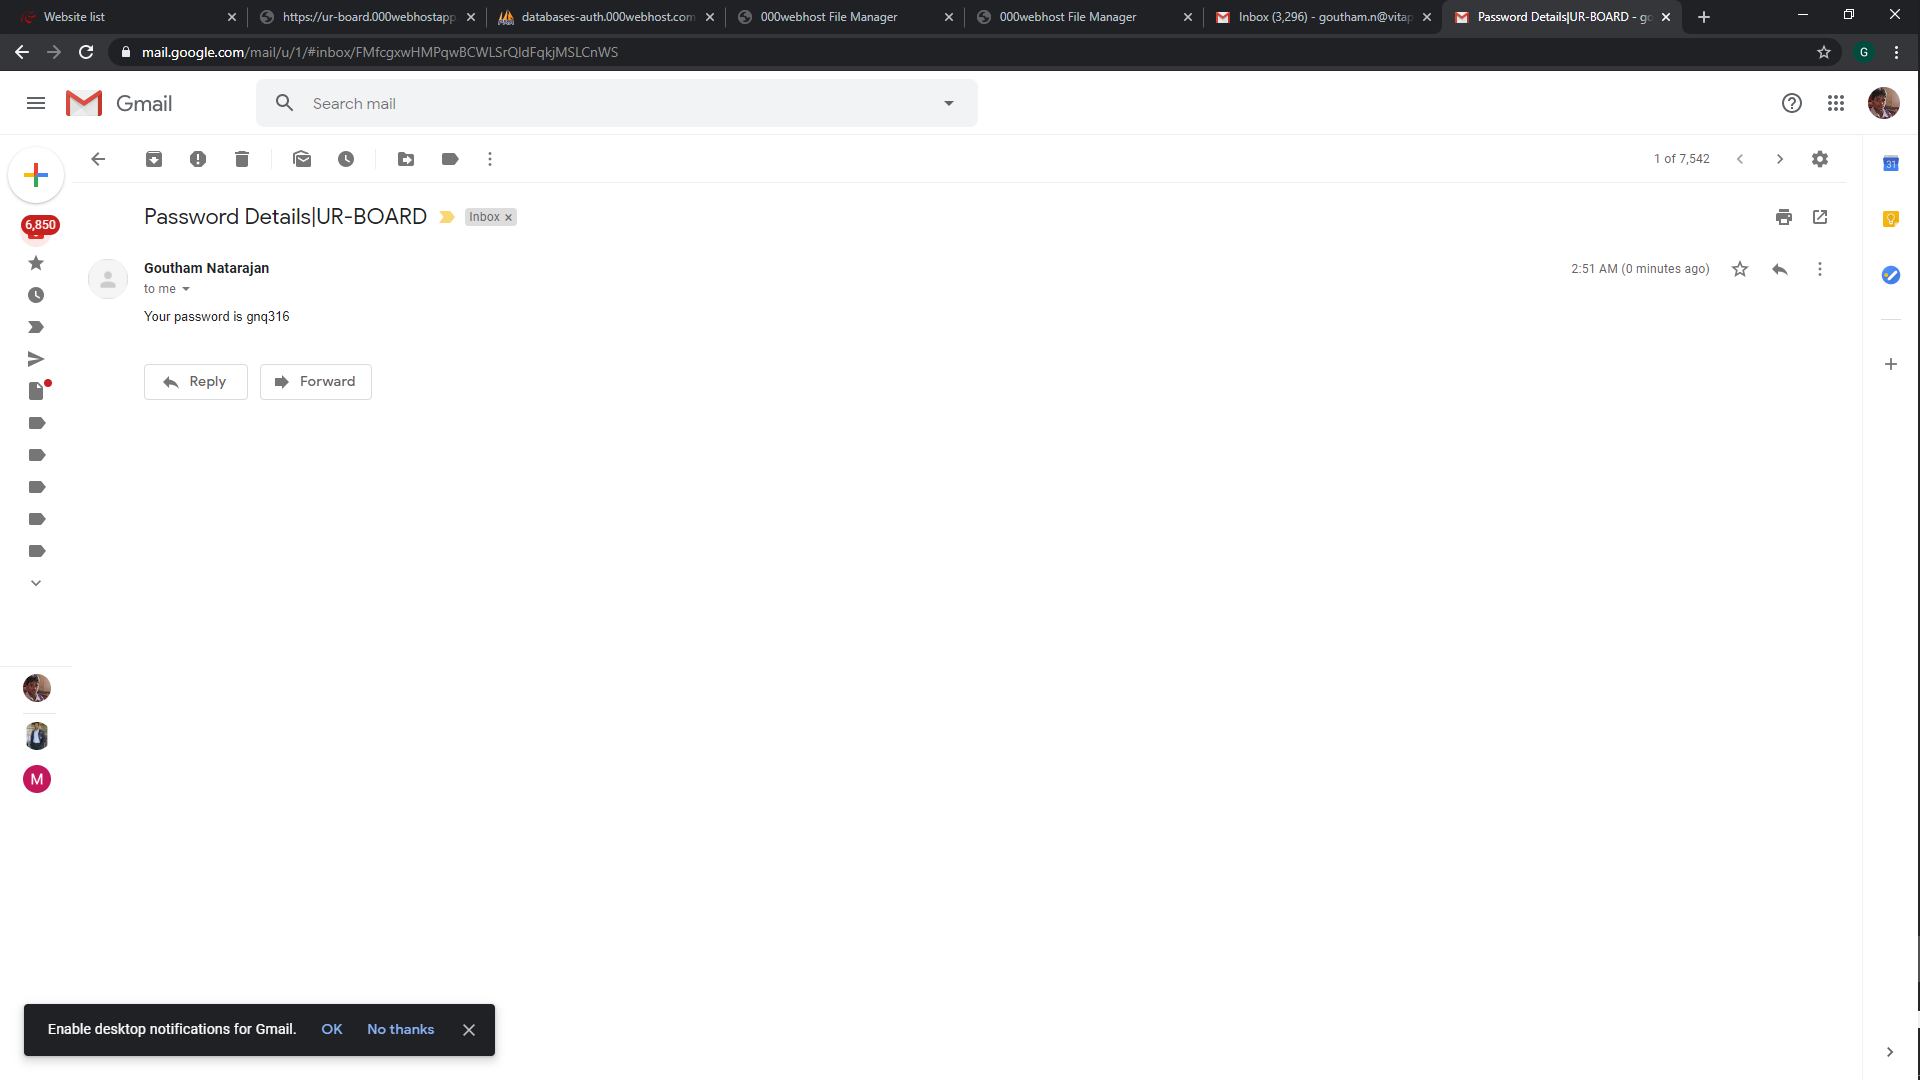 Website list
https://ur-board.000webhostapp
databases-auth.000webhost.com
000webhost File Manager
000webhost File Manager
Inbox (3,296) - goutham.n@vitap
Password Details|UR-BOARD - go
mail.google.com/mail/u/1/#inbox/FMfcgxwHMPqwBCWLSrQldFqkjMSLCnWS
G
Gmail
Search mail
1 of 7,542
31
Password Details|UR-BOARD
Inbox x
6,850
Goutham Natarajan
2:51 AM (0 minutes ago)
to me
Your password is gnq316
Reply
Forward
M
Enable desktop notifications for Gmail.
OK
No thanks